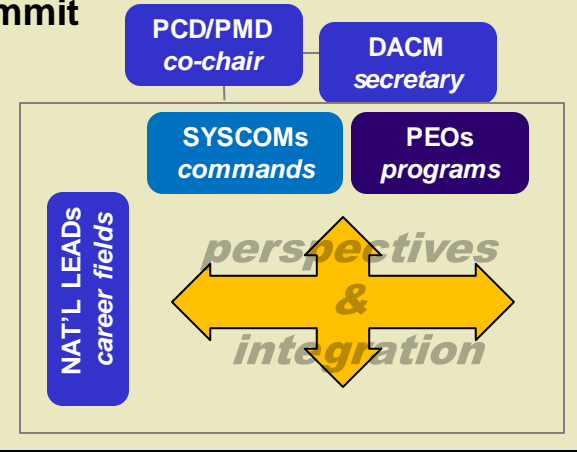 mmit
PCD/PMD
co-chair
DACM
secretary
SYSCOMs
commands
PEOs
programs
NAT'L LEADs
career fields
perspectives
&
integration